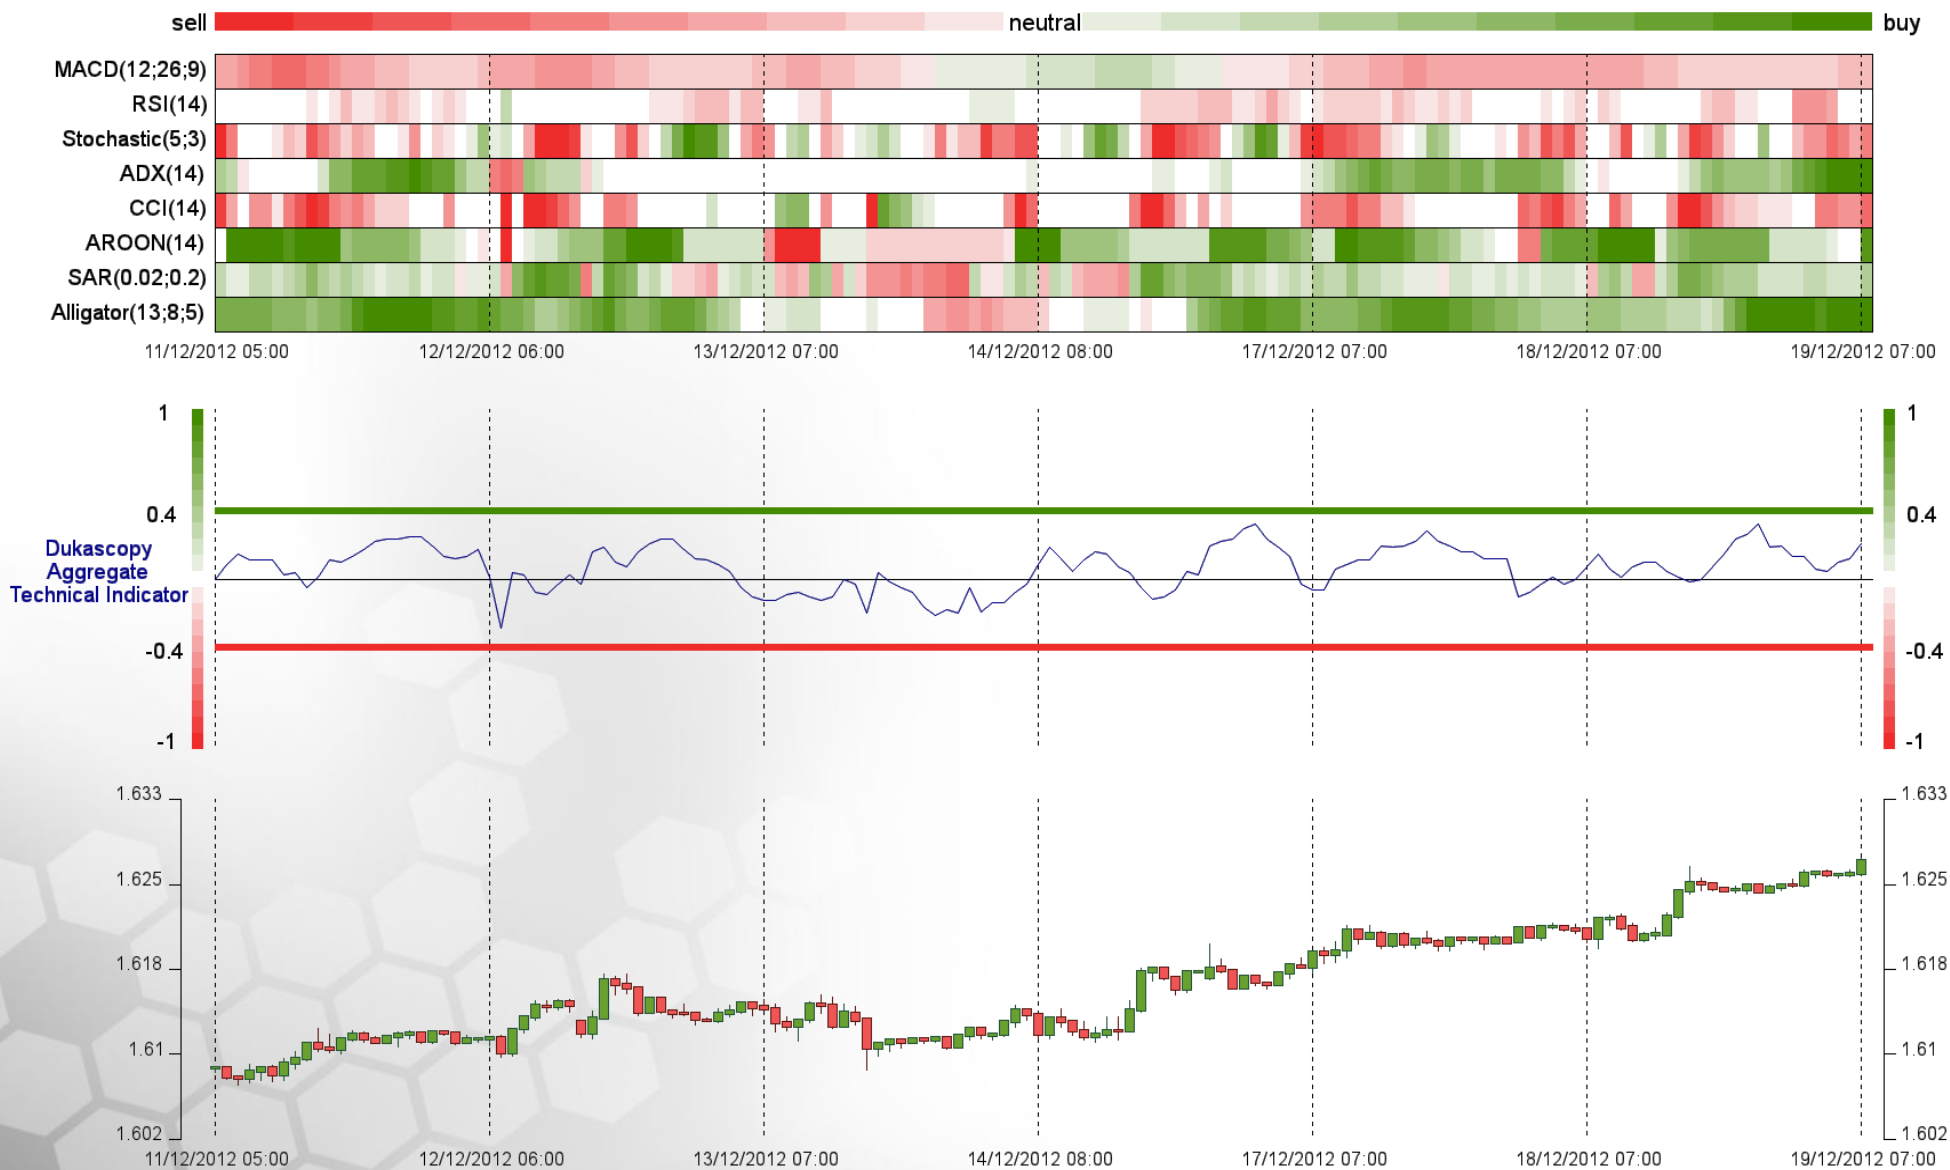 sell neutral buy
MACD(12;26;9)
RSI(14)
Stochastic(5;3)
ADX(14)
CCI(14)
AROON(14)
SAR(0.02;0.2)
Alligator(13;8;5)
11/12/2012 05:00 12/12/2012 06:00 13/12/2012 07:00 14/12/2012 08:00 17/12/2012 07:00 18/12/2012 07:00 19/12/2012 07:00
1 1
0.4 0.4
Dukascopy
Aggregate
Technical Indicator
-0.4 -0.4
-1 -1
1.633 1.633
1.625 1.625
1.618 1.618
1.61 1.61
1.602 1.602
11/12/2012 05:00 12/12/2012 06:00 13/12/2012 07:00 14/12/2012 08:00 17/12/2012 07:00 18/12/2012 07:00 19/12/2012 07:00